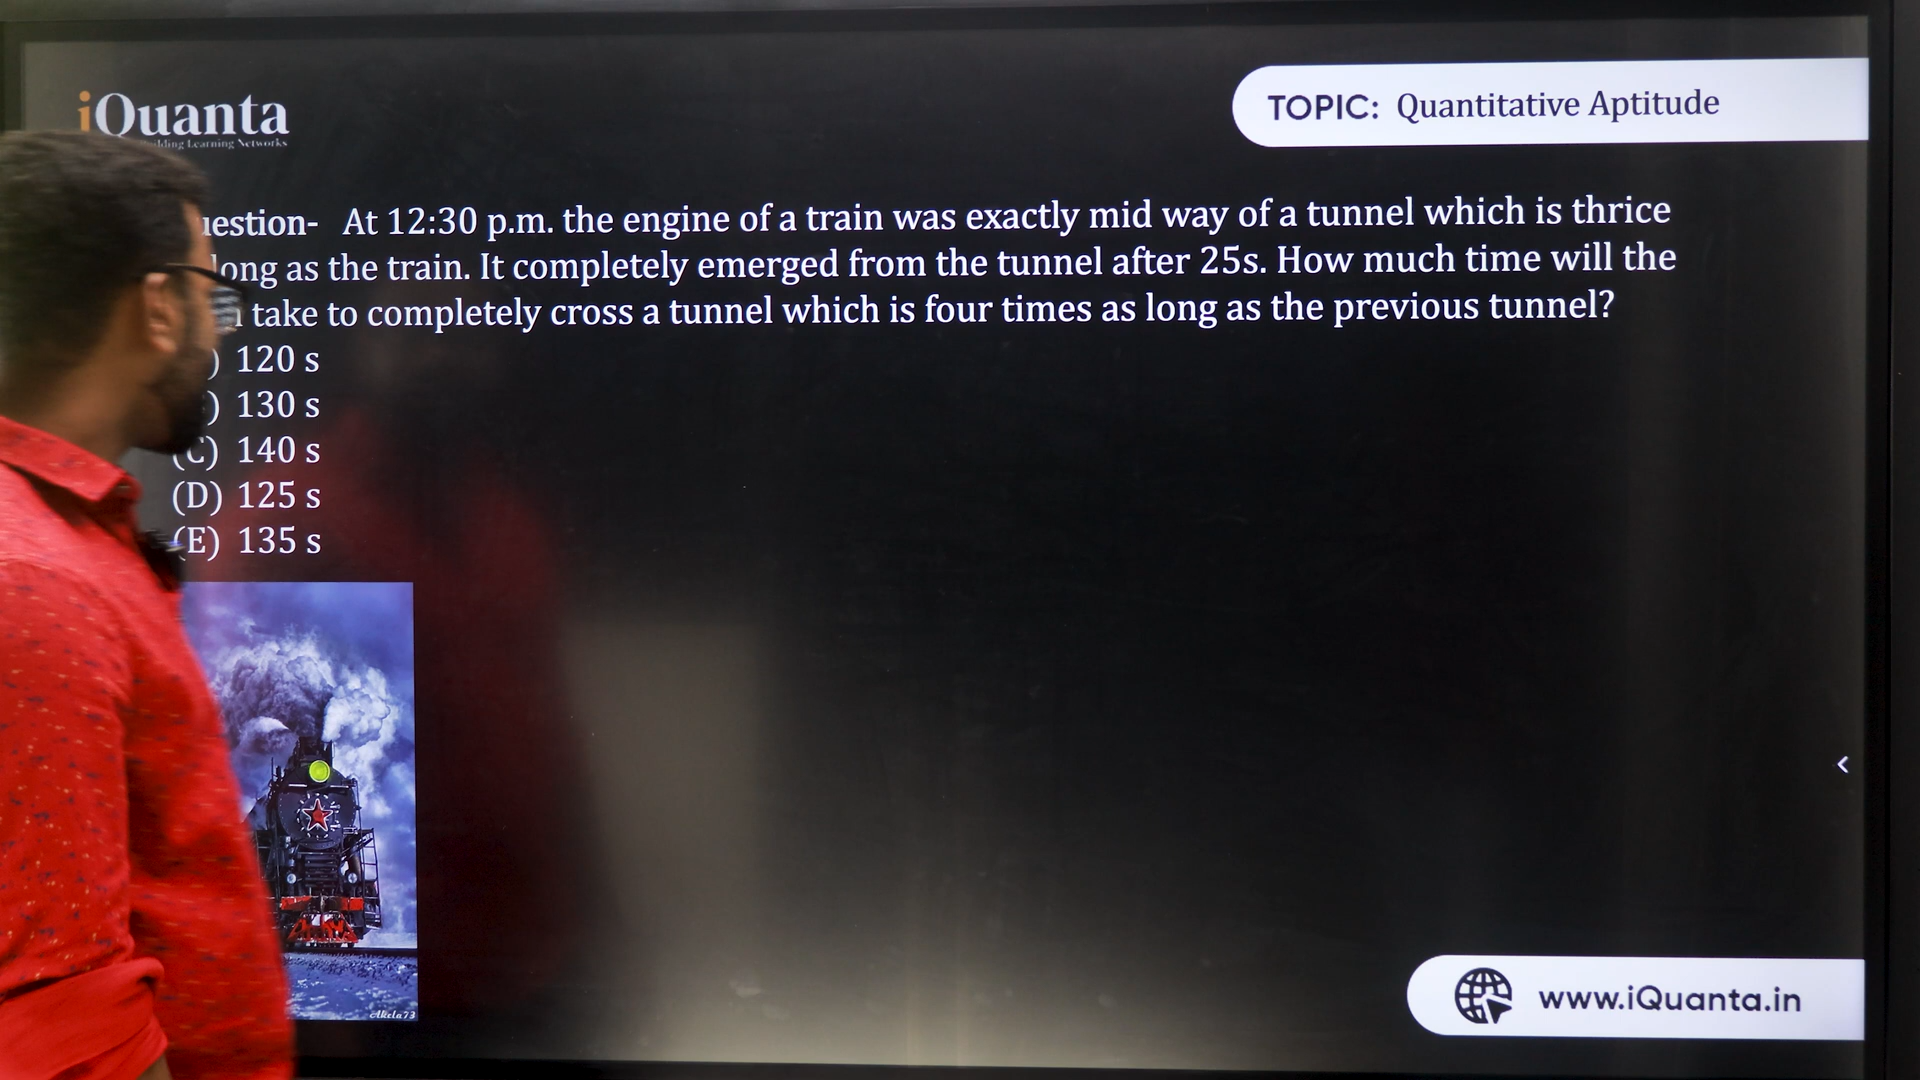 iQuanta
Learning Networks
TOPIC: Quantitative Aptitude
At 12:30 p.m. the engine of a train was exactly mid way of a tunnel which is thrice
as the train. It completely emerged from the tunnel after 25s. How much time will the
take to completely cross a tunnel which is four times as long as the previous tunnel?
) 120 s
) 130 s
(C) 140 s
(D) 125 s
(E) 135 s
Akela73
www.iQuanta.in